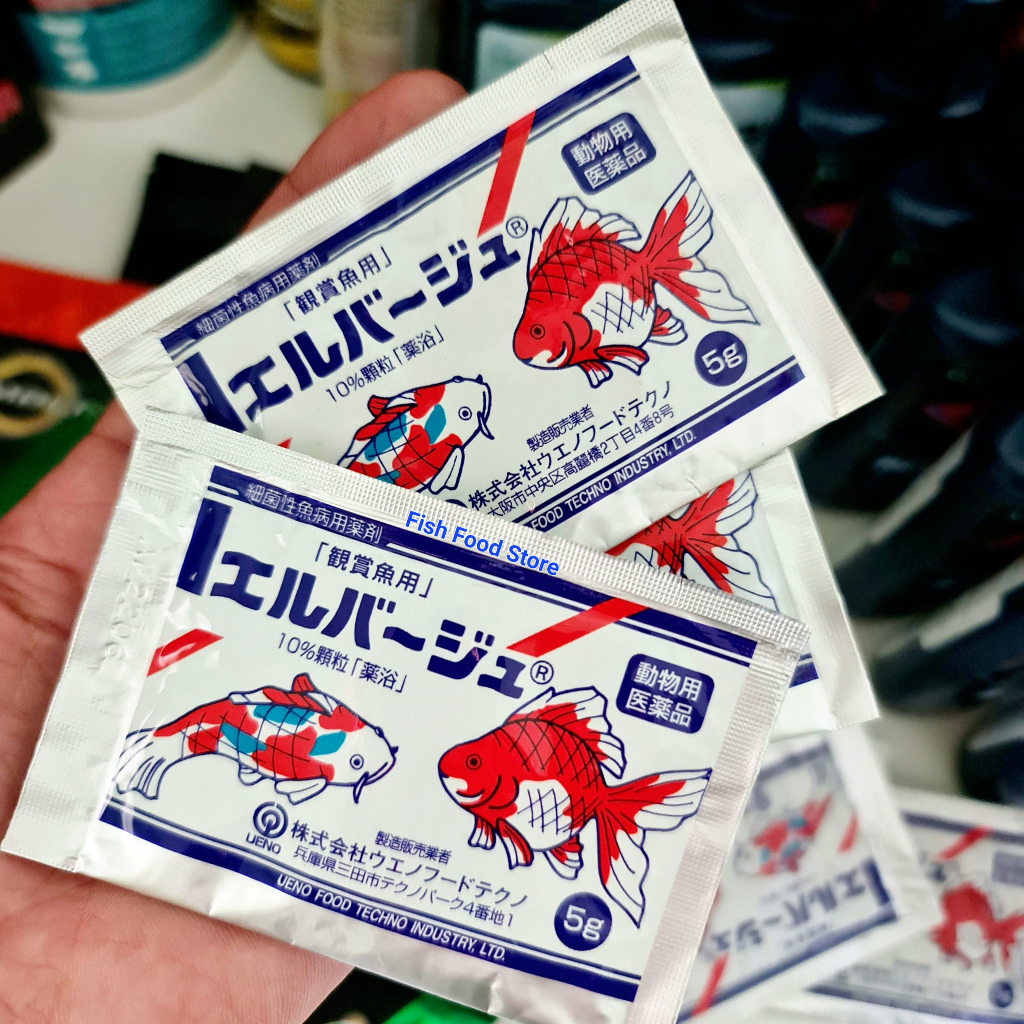 動物用
医薬品
細菌性魚病用薬剤
「観賞魚用」
エルバージュ®
10%顆粒「薬浴」
5g
製造販売業者
株式会社ウエノフードテクノ
大阪市中央区高麗橋2丁目4番8号
FOOD TECHNO INDUSTRY, LTD.
Fish Food Store
細菌性魚病用薬剤
「観賞魚用」
エルバージュ®
10%顆粒「薬浴」
動物用
医薬品
UENO
製造販売業者
株式会社ウエノフードテクノ
兵庫県三田市テクノパーク4番地1
5g
UENO FOOD TECHNO INDUSTRY, LTD.